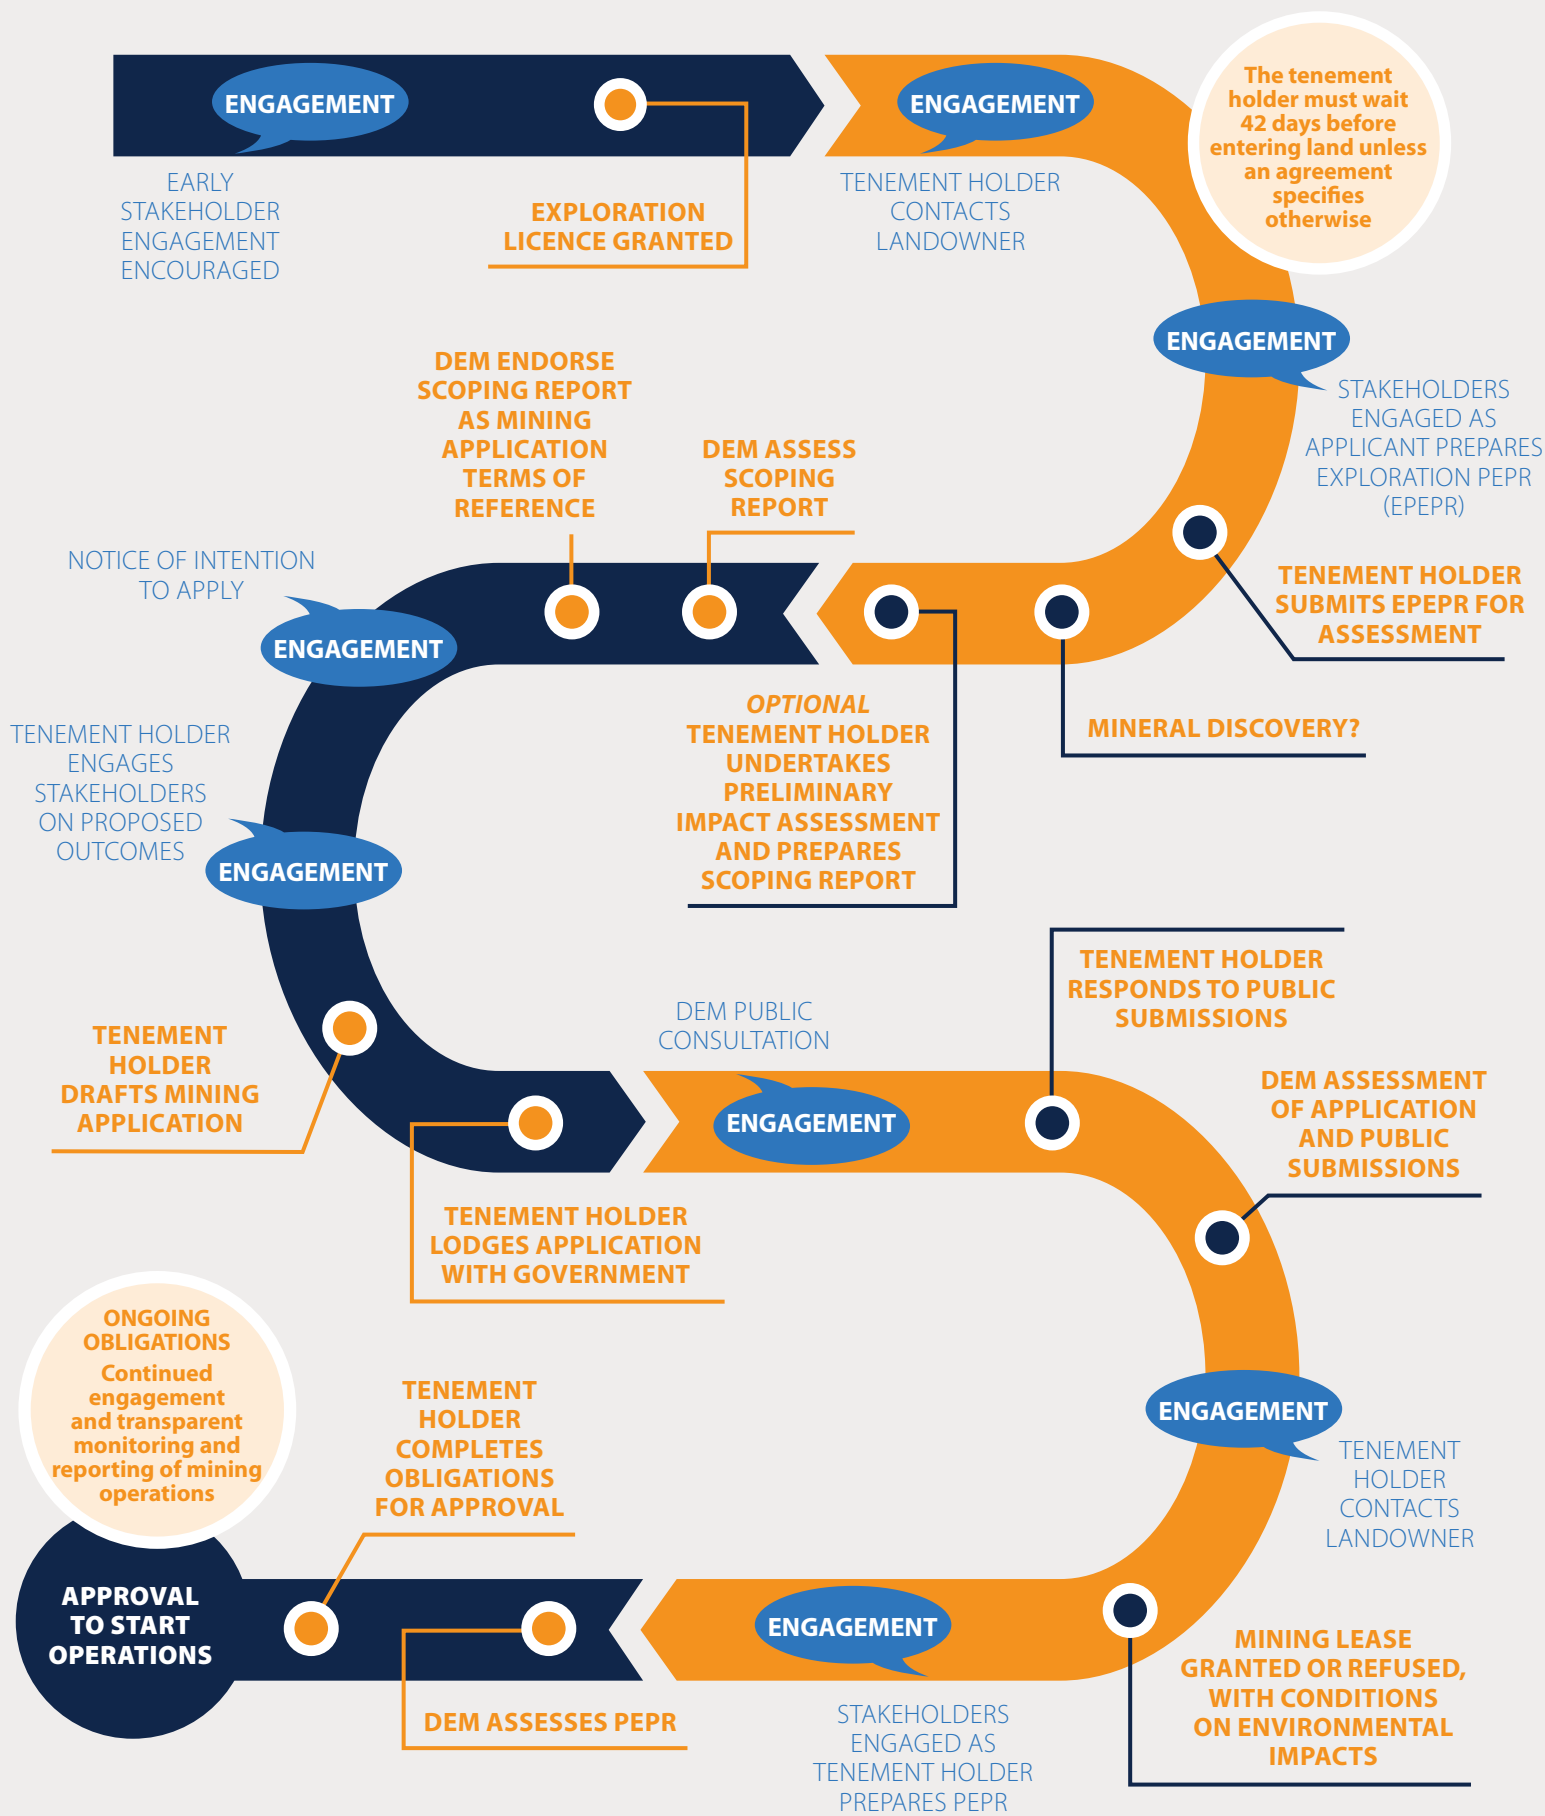 ENGAGEMENT
EARLY
STAKEHOLDER
ENGAGEMENT
ENCOURAGED
EXPLORATION
LICENCE GRANTED
ENGAGEMENT
TENEMENT HOLDER
CONTACTS
LANDOWNER
The tenement
holder must wait
42 days before
entering land unless
an agreement
specifies
otherwise
ENGAGEMENT
STAKEHOLDERS
ENGAGED AS
APPLICANT PREPARES
EXPLORATION PEPR
(EPEPR)
TENEMENT HOLDER
SUBMITS EPEPR FOR
ASSESSMENT
MINERAL DISCOVERY?
OPTIONAL
TENEMENT HOLDER
UNDERTAKES
PRELIMINARY
IMPACT ASSESSMENT
AND PREPARES
SCOPING REPORT
DEM ASSESS
SCOPING
REPORT
DEM ENDORSE
SCOPING REPORT
AS MINING
APPLICATION
TERMS OF
REFERENCE
NOTICE OF INTENTION
TO APPLY
ENGAGEMENT
TENEMENT HOLDER
ENGAGES
STAKEHOLDERS
ON PROPOSED
OUTCOMES
ENGAGEMENT
TENEMENT
HOLDER
DRAFTS MINING
APPLICATION
TENEMENT HOLDER
LODGES APPLICATION
WITH GOVERNMENT
DEM PUBLIC
CONSULTATION
ENGAGEMENT
TENEMENT HOLDER
RESPONDS TO PUBLIC
SUBMISSIONS
DEM ASSESSMENT
OF APPLICATION
AND PUBLIC
SUBMISSIONS
ENGAGEMENT
TENEMENT
HOLDER
CONTACTS
LANDOWNER
MINING LEASE
GRANTED OR REFUSED,
WITH CONDITIONS
ON ENVIRONMENTAL
IMPACTS
ENGAGEMENT
STAKEHOLDERS
ENGAGED AS
TENEMENT HOLDER
PREPARES PEPR
DEM ASSESSES PEPR
TENEMENT
HOLDER
COMPLETES
OBLIGATIONS
FOR APPROVAL
APPROVAL
TO START
OPERATIONS
ONGOING
OBLIGATIONS
Continued
engagement
and transparent
monitoring and
reporting of mining
operations